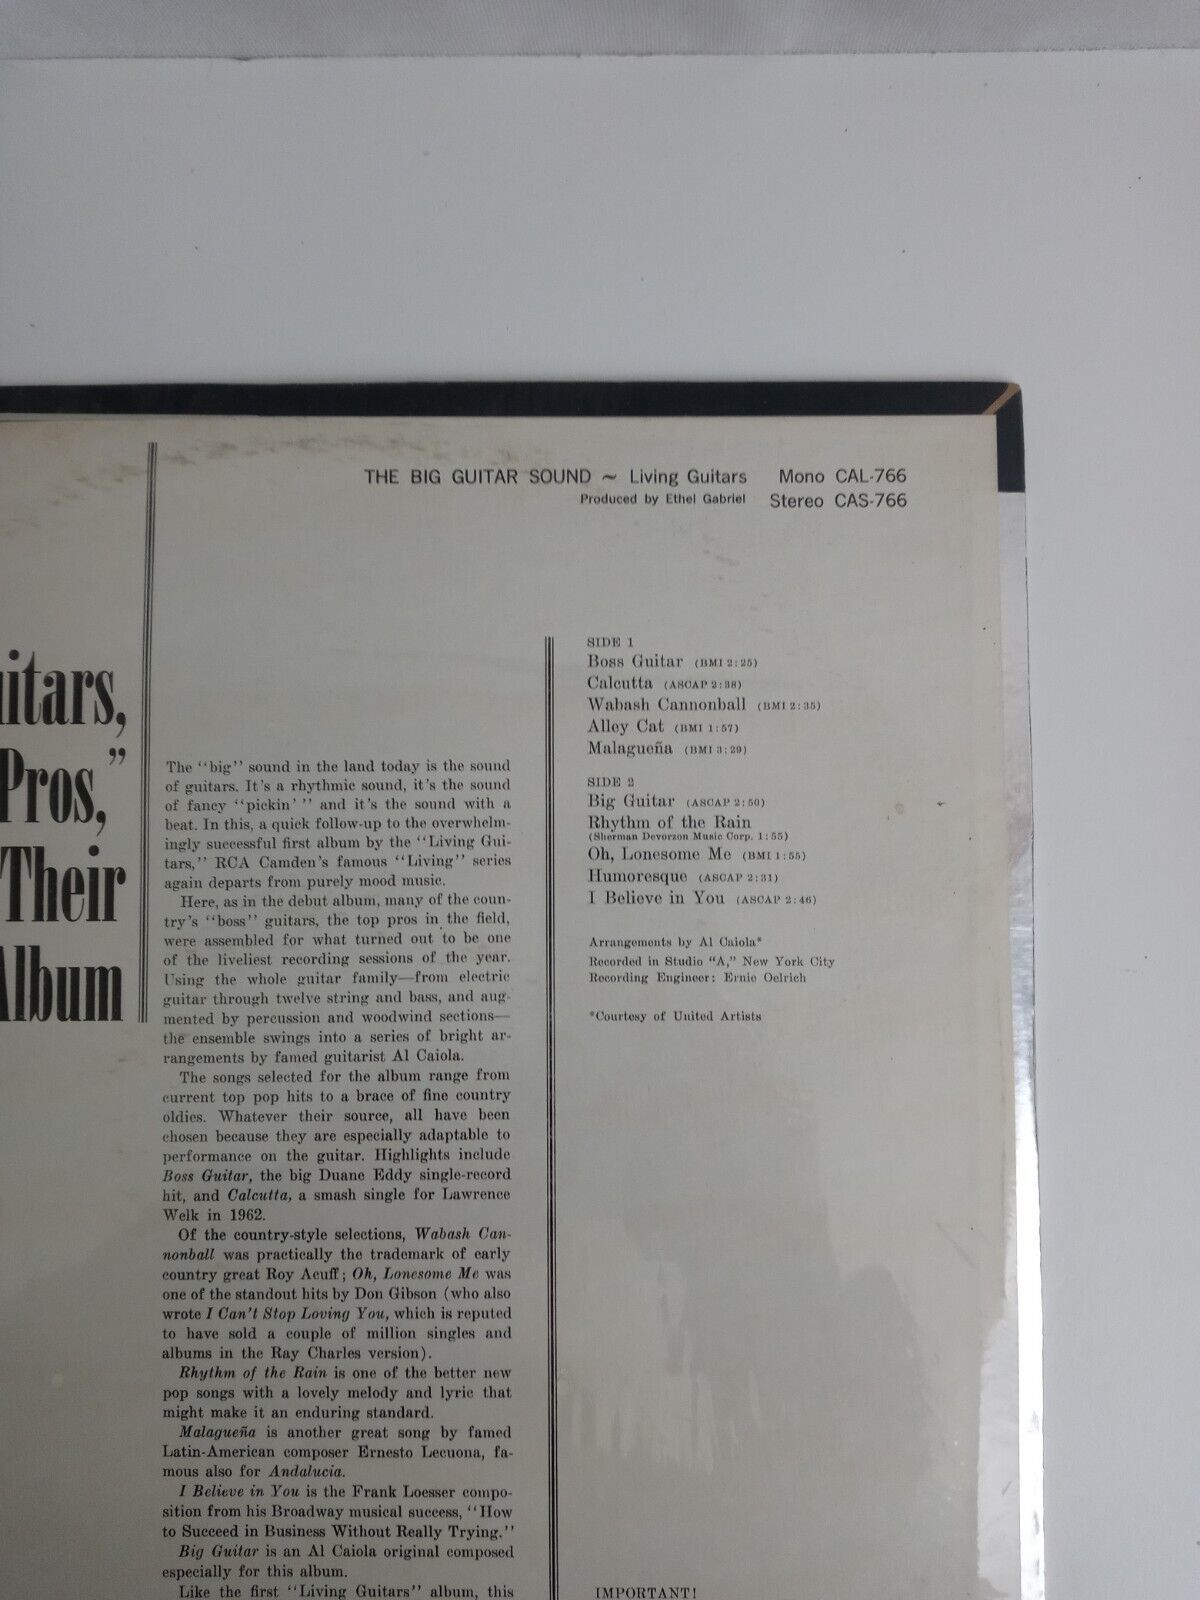 THE BIG GUITAR SOUND ~ Living Guitars Mono CAL-766
Produced by Ethel Gabriel Stereo CAS-766
itars,
Pros,"
Their
Album
The "big" sound in the land today is the sound
of guitars. It's a rhythmic sound, it's the sound
of fancy "pickin' " and it's the sound with a
beat. In this, a quick follow-up to the overwhelm-
ingly successful first album by the "Living Gui-
tars," RCA Camden's famous "Living" series
again departs from purely mood music.
Here, as in the debut album, many of the coun-
try's "boss" guitars, the top pros in the field,
were assembled for what turned out to be one
of the liveliest recording sessions of the year.
Using the whole guitar family—from electric
guitar through twelve string and bass, and aug-
mented by percussion and woodwind sections—
the ensemble swings into a series of bright ar-
rangements by famed guitarist Al Caiola.
The songs selected for the album range from
current top pop hits to a brace of fine country
oldies. Whatever their source, all have been
chosen because they are especially adaptable to
performance on the guitar. Highlights include
Boss Guitar, the big Duane Eddy single-record
hit, and Calcutta, a smash single for Lawrence
Welk in 1962.
Of the country-style selections, Wabash Can-
nonball was practically the trademark of early
country great Roy Acuff; Oh, Lonesome Me was
one of the standout hits by Don Gibson (who also
wrote I Can't Stop Loving You, which is reputed
to have sold a couple of million singles and
albums in the Ray Charles version).
Rhythm of the Rain is one of the better new
pop songs with a lovely melody and lyric that
might make it an enduring standard.
Malagueña is another great song by famed
Latin-American composer Ernesto Lecuona, fa-
mous also for Andalucia.
I Believe in You is the Frank Loesser compo-
sition from his Broadway musical success, "How
to Succeed in Business Without Really Trying."
Big Guitar is an Al Caiola original composed
especially for this album.
Like the first "Living Guitars" album, this
SIDE 1
Boss Guitar (BMI 2:25)
Calcutta (ASCAP 2:38)
Wabash Cannonball (BMI 2:35)
Alley Cat (BMI 1:57)
Malagueña (BMI 3:29)
SIDE 2
Big Guitar (ASCAP 2:50)
Rhythm of the Rain
(Sherman Devorzon Music Corp. 1:55)
Oh, Lonesome Me (BMI 1:55)
Humoresque (ASCAP 2:31)
I Believe in You (ASCAP 2:46)
Arrangements by Al Caiola*
Recorded in Studio "A," New York City
Recording Engineer: Ernie Oelrich
*Courtesy of United Artists
IMPORTANT!